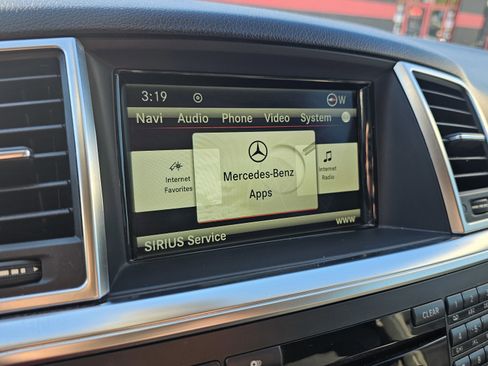 3:19 W
Navi Audio Phone Video System
Internet
Favorites
Mercedes-Benz
Apps
Internet
Radio
WWW
SIRIUS Service
CLEAR